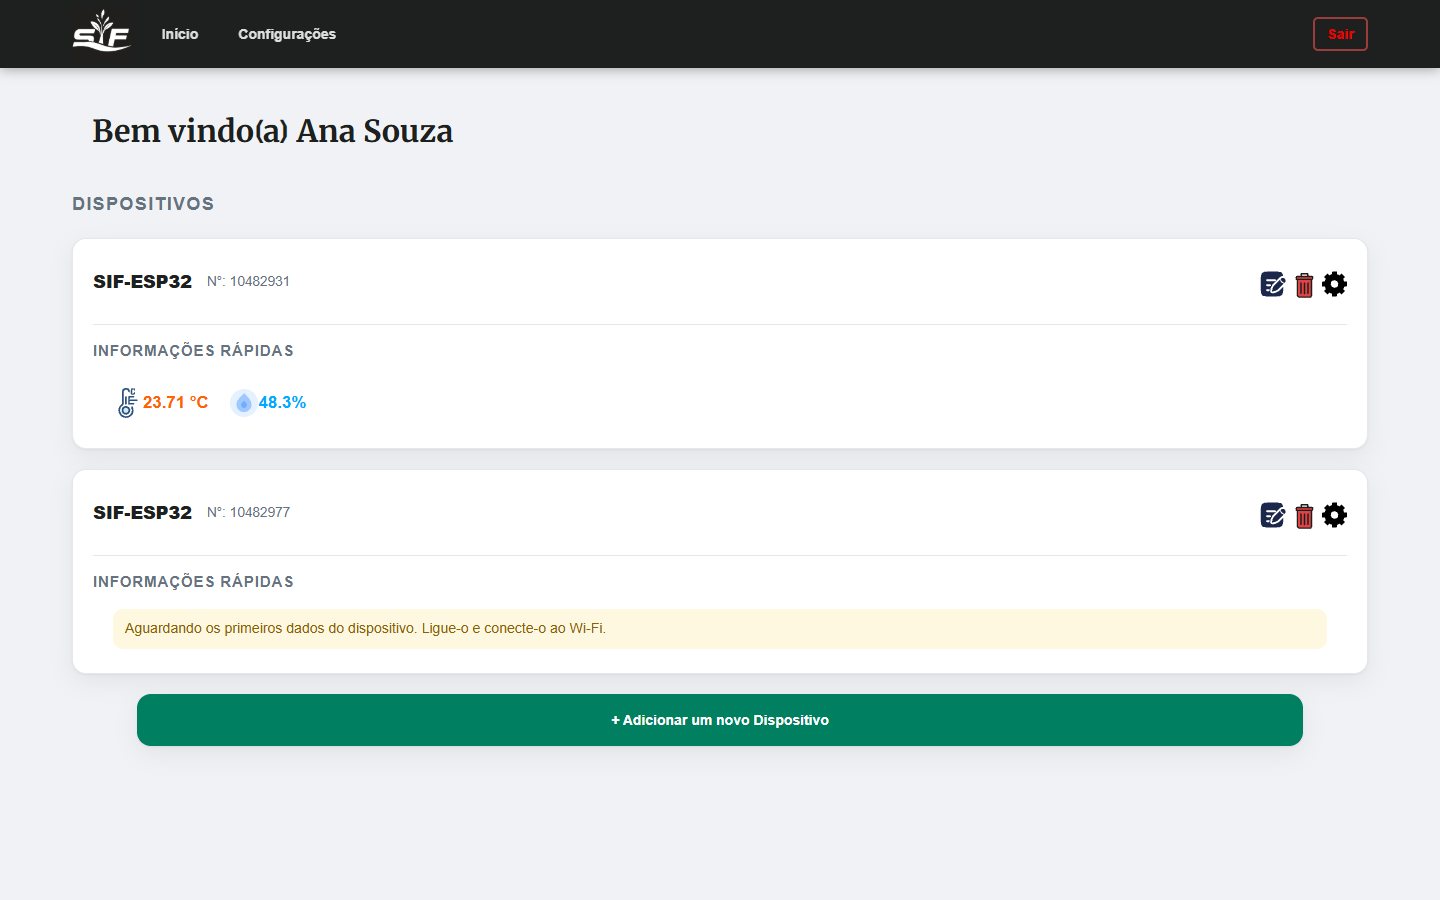 SIF
Início
Configurações
Sair
Bem vindo(a) Ana Souza
DISPOSITIVOS
SIF-ESP32 N°: 10482931
INFORMAÇÕES RÁPIDAS
23.71 °C 48.3%
SIF-ESP32 N°: 10482977
INFORMAÇÕES RÁPIDAS
Aguardando os primeiros dados do dispositivo. Ligue-o e conecte-o ao Wi-Fi.
+ Adicionar um novo Dispositivo